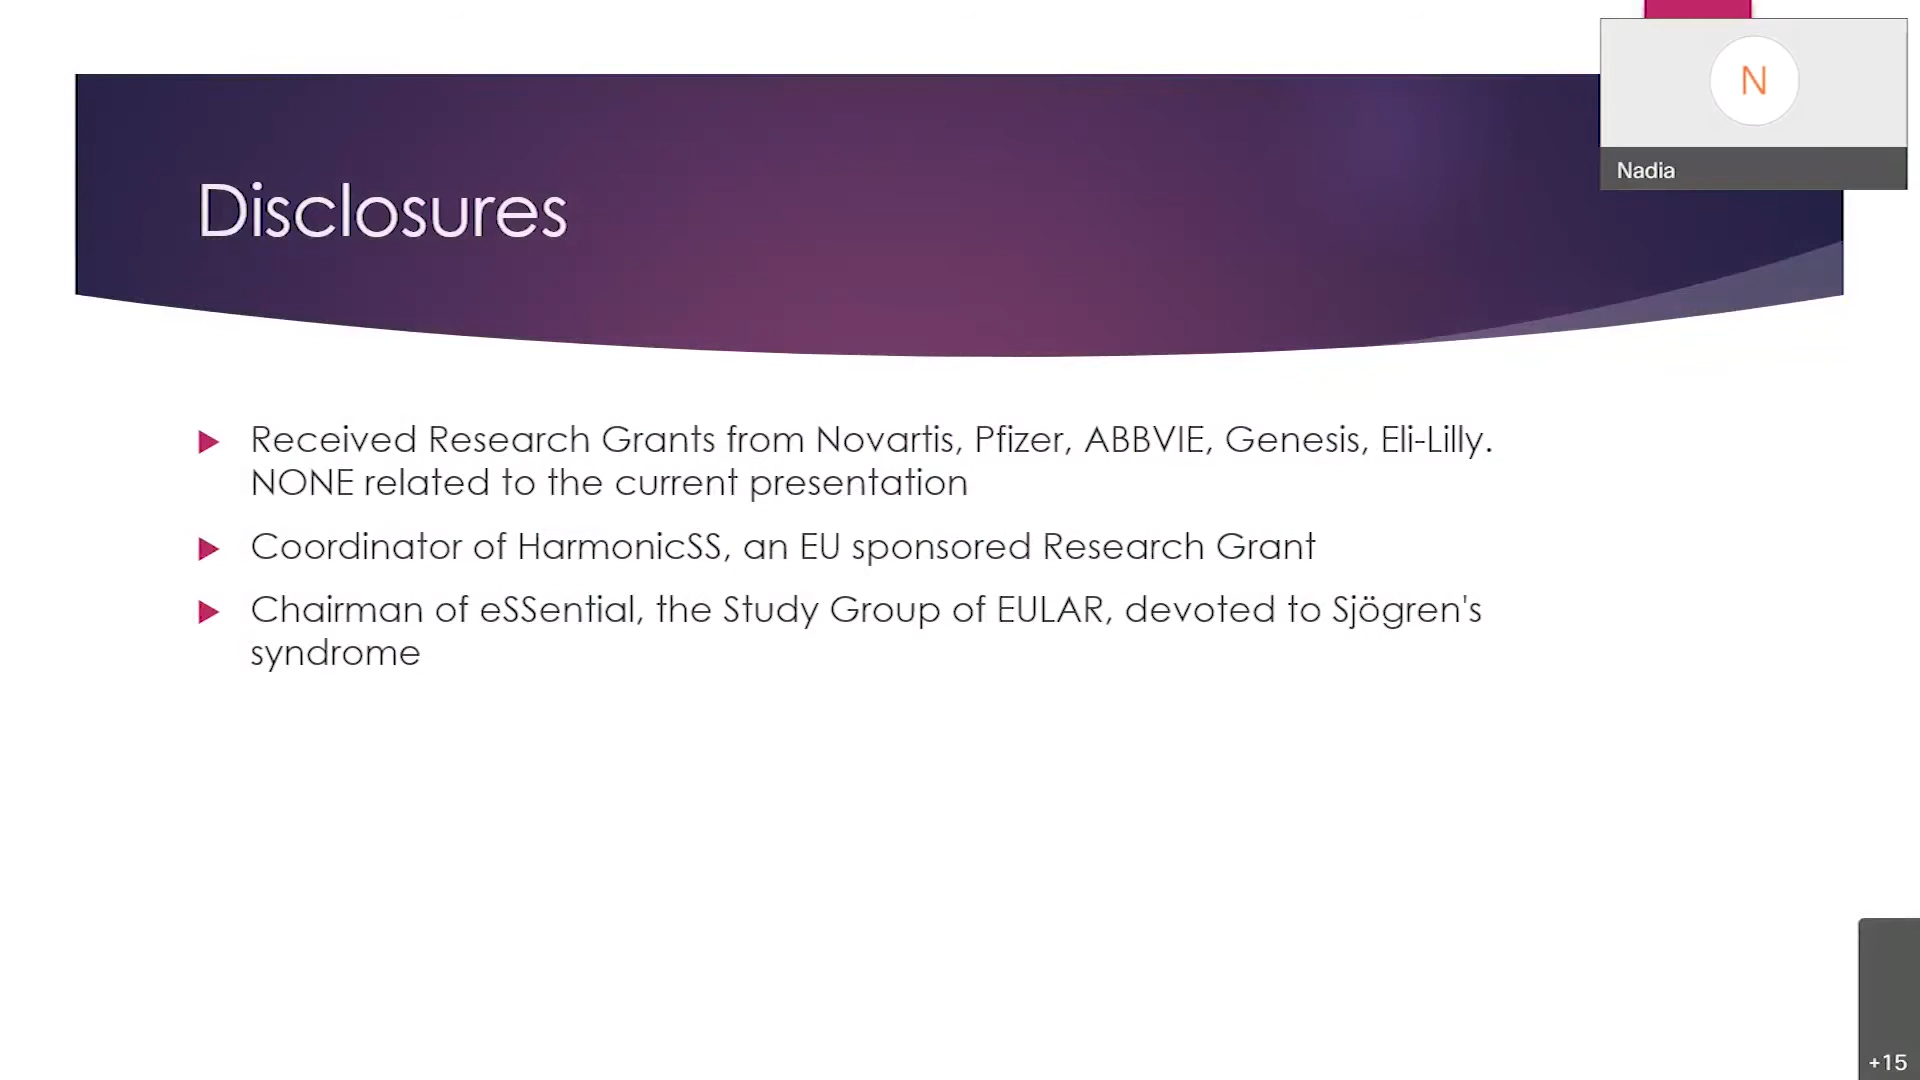 N
Nadia
Disclosures
Received Research Grants from Novartis, Pfizer, ABBVIE, Genesis, Eli-Lilly.
NONE related to the current presentation
Coordinator of HarmonicSS, an EU sponsored Research Grant
Chairman of eSSential, the Study Group of EULAR, devoted to Sjögren's
syndrome
+15